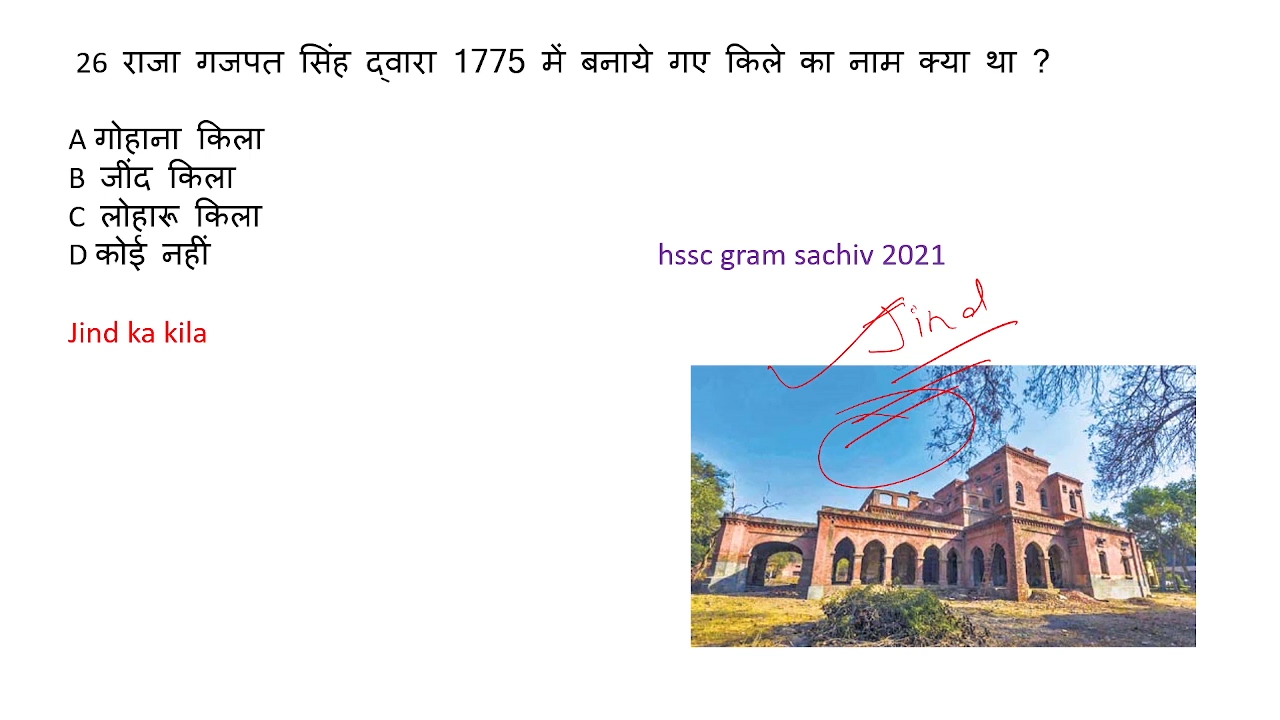 26 राजा गजपत सिंह द्वारा 1775 में बनाये गए किले का नाम क्या था ?
A गोहाना किला
B जींद किला
C लोहारू किला
D कोई नहीं
hssc gram sachiv 2021
Jind
Jind ka kila